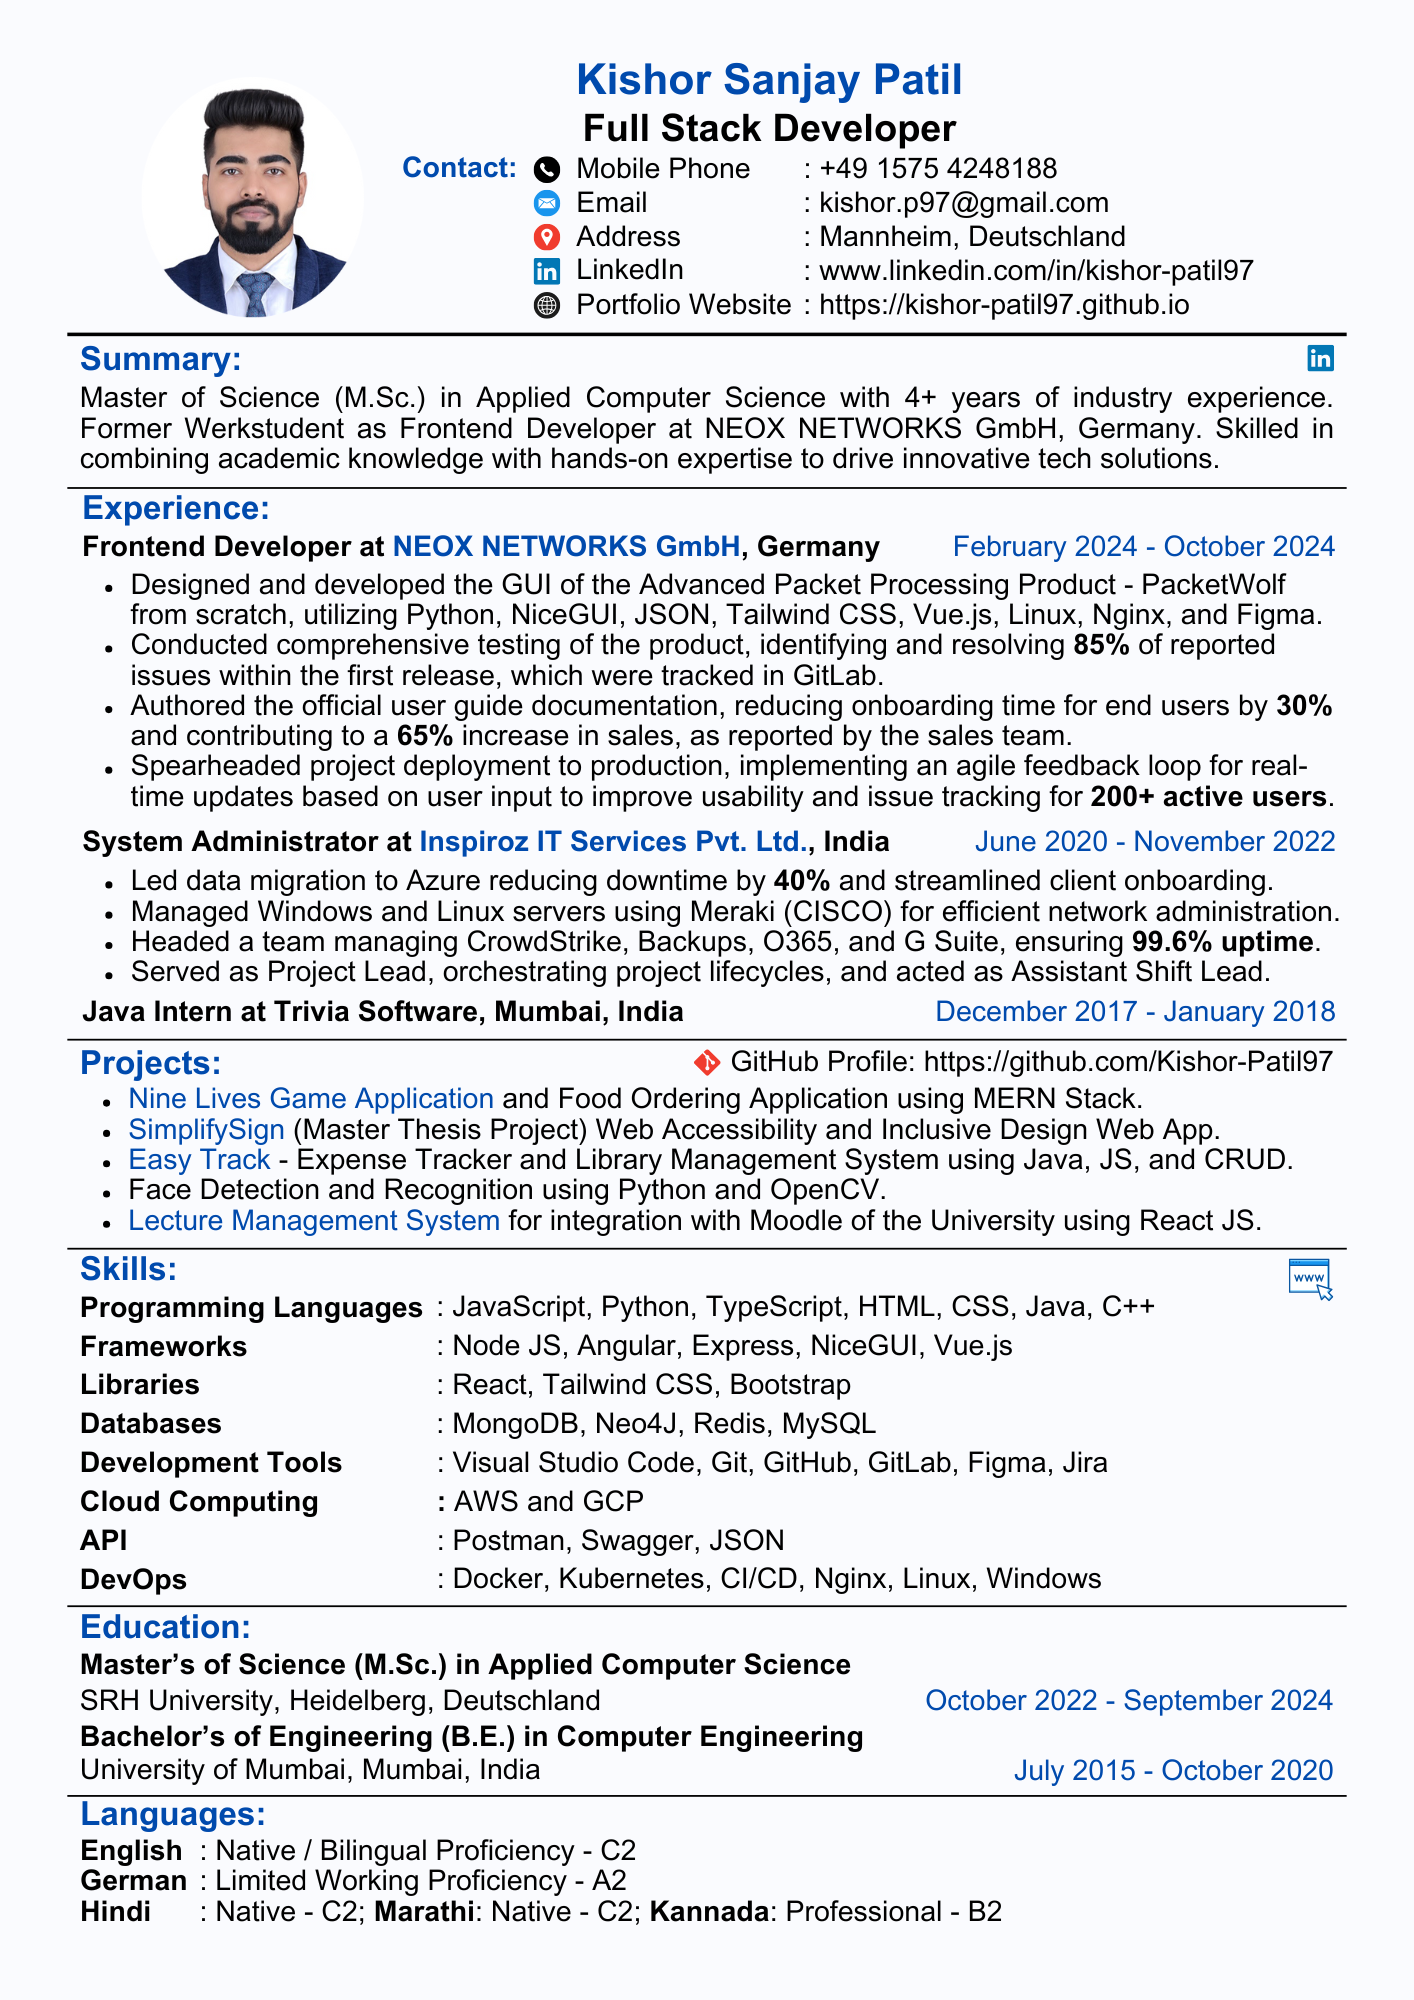 Kishor Sanjay Patil
Full Stack Developer
Contact: Mobile Phone : +49 1575 4248188
Email : kishor.p97@gmail.com
Address : Mannheim, Deutschland
in LinkedIn : www.linkedin.com/in/kishor-patil97
Portfolio Website : https://kishor-patil97.github.io
Summary: in
Master of Science (M.Sc.) in Applied Computer Science with 4+ years of industry experience.
Former Werkstudent as Frontend Developer at NEOX NETWORKS GmbH, Germany. Skilled in
combining academic knowledge with hands-on expertise to drive innovative tech solutions.
Experience:
Frontend Developer at NEOX NETWORKS GmbH, Germany February 2024 - October 2024
• Designed and developed the GUI of the Advanced Packet Processing Product - PacketWolf
from scratch, utilizing Python, NiceGUI, JSON, Tailwind CSS, Vue.js, Linux, Nginx, and Figma.
• Conducted comprehensive testing of the product, identifying and resolving 85% of reported
issues within the first release, which were tracked in GitLab.
• Authored the official user guide documentation, reducing onboarding time for end users by 30%
and contributing to a 65% increase in sales, as reported by the sales team.
• Spearheaded project deployment to production, implementing an agile feedback loop for real-
time updates based on user input to improve usability and issue tracking for 200+ active users.
System Administrator at Inspiroz IT Services Pvt. Ltd., India June 2020 - November 2022
• Led data migration to Azure reducing downtime by 40% and streamlined client onboarding.
• Managed Windows and Linux servers using Meraki (CISCO) for efficient network administration.
• Headed a team managing CrowdStrike, Backups, O365, and G Suite, ensuring 99.6% uptime.
• Served as Project Lead, orchestrating project lifecycles, and acted as Assistant Shift Lead.
Java Intern at Trivia Software, Mumbai, India December 2017 - January 2018
Projects: GitHub Profile: https://github.com/Kishor-Patil97
• Nine Lives Game Application and Food Ordering Application using MERN Stack.
• SimplifySign (Master Thesis Project) Web Accessibility and Inclusive Design Web App.
• Easy Track - Expense Tracker and Library Management System using Java, JS, and CRUD.
• Face Detection and Recognition using Python and OpenCV.
• Lecture Management System for integration with Moodle of the University using React JS.
Skills: www
Programming Languages : JavaScript, Python, TypeScript, HTML, CSS, Java, C++
Frameworks : Node JS, Angular, Express, NiceGUI, Vue.js
Libraries : React, Tailwind CSS, Bootstrap
Databases : MongoDB, Neo4J, Redis, MySQL
Development Tools : Visual Studio Code, Git, GitHub, GitLab, Figma, Jira
Cloud Computing : AWS and GCP
API : Postman, Swagger, JSON
DevOps : Docker, Kubernetes, CI/CD, Nginx, Linux, Windows
Education:
Master’s of Science (M.Sc.) in Applied Computer Science
SRH University, Heidelberg, Deutschland October 2022 - September 2024
Bachelor’s of Engineering (B.E.) in Computer Engineering
University of Mumbai, Mumbai, India July 2015 - October 2020
Languages:
English : Native / Bilingual Proficiency - C2
German : Limited Working Proficiency - A2
Hindi : Native - C2; Marathi: Native - C2; Kannada: Professional - B2